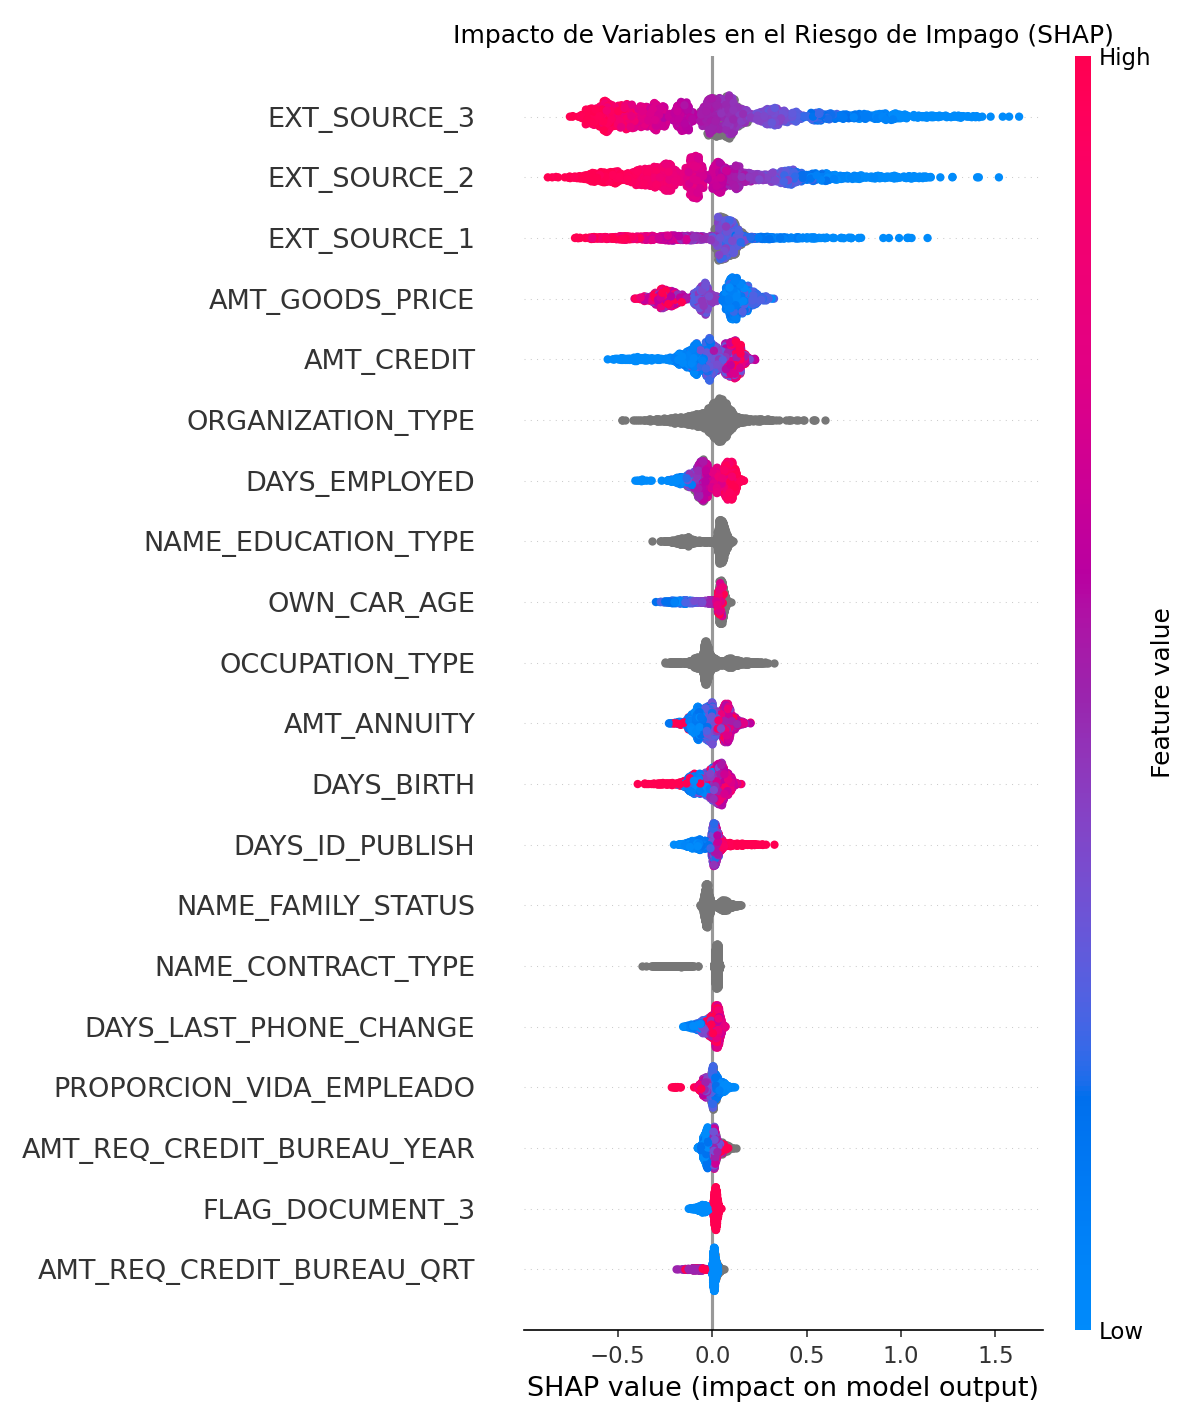 Impacto de Variables en el Riesgo de Impago (SHAP)
High
EXT_SOURCE_3
EXT_SOURCE_2
EXT_SOURCE_1
AMT_GOODS_PRICE
AMT_CREDIT
ORGANIZATION_TYPE
DAYS_EMPLOYED
NAME_EDUCATION_TYPE
OWN_CAR_AGE
OCCUPATION_TYPE
AMT_ANNUITY
DAYS_BIRTH
DAYS_ID_PUBLISH
NAME_FAMILY_STATUS
NAME_CONTRACT_TYPE
DAYS_LAST_PHONE_CHANGE
PROPORCION_VIDA_EMPLEADO
AMT_REQ_CREDIT_BUREAU_YEAR
FLAG_DOCUMENT_3
AMT_REQ_CREDIT_BUREAU_QRT
Feature value
Low
−0.5 0.0 0.5 1.0 1.5
SHAP value (impact on model output)